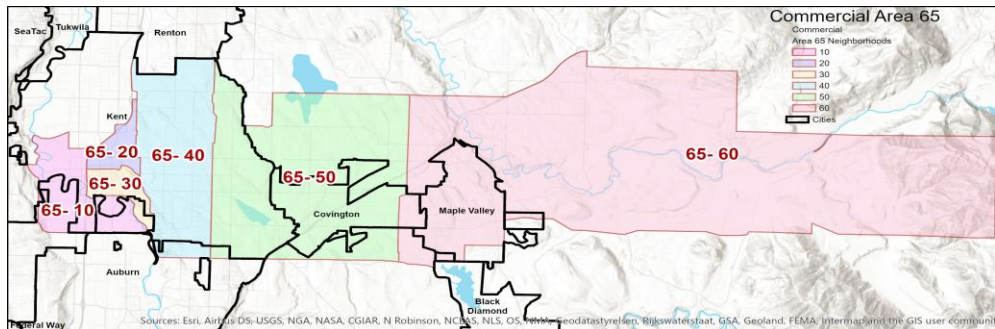 Commercial Area 65
Commercial
Area 65 Neighborhoods
10
20
30
40
50
60
Cities
SeaTac
Tukwila
Renton
Kent
65- 20
65- 40
65- 30
65- 10
65- 50
65- 60
Covington
Maple Valley
Auburn
Black
Diamond
Federal Way
Sources: Esri, Airbus DS, USGS, NGA, NASA, CGIAR, N Robinson, NCEAS, NLS, OS, NMA, Geodatastyrelsen, Rijkswaterstaat, GSA, Geoland, FEMA, Intermap and the GIS user communi